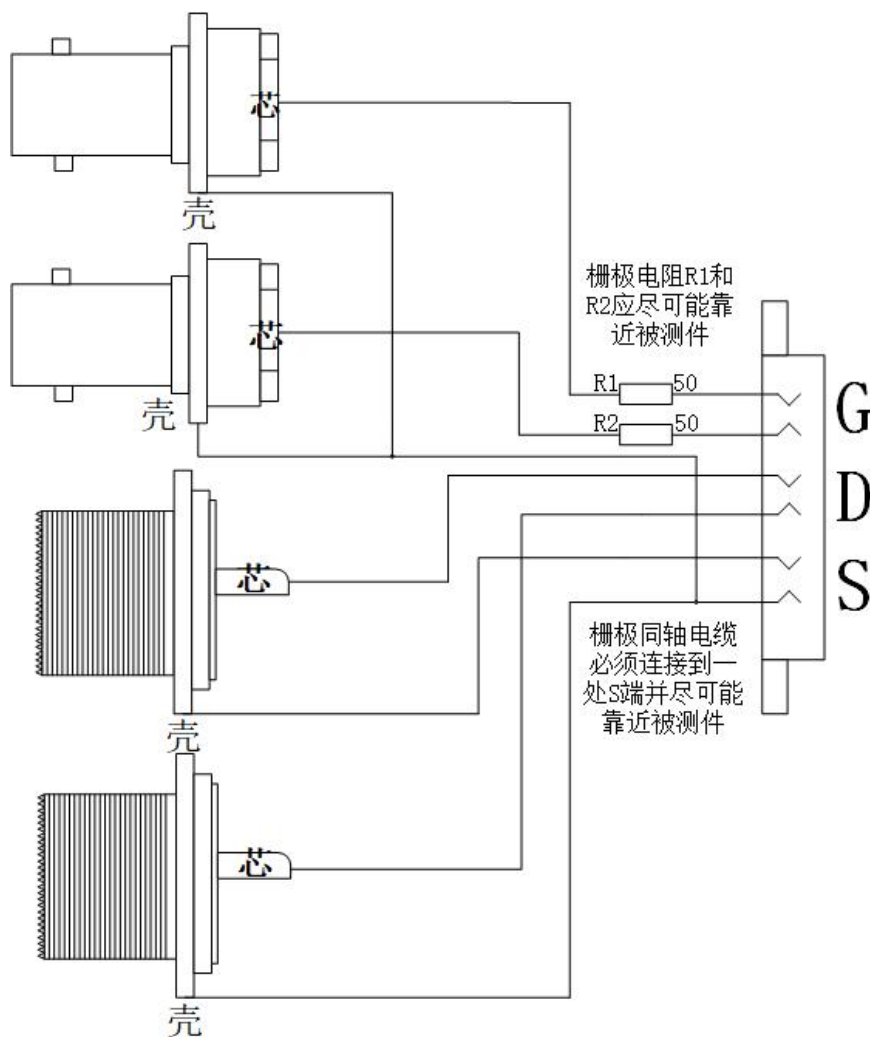 芯
壳
芯
壳
栅极电阻R1和
R2应尽可能靠
近被测件
R1 50
R2 50
G
D
S
芯
壳
栅极同轴电缆
必须连接到一
处S端并尽可能
靠近被测件
芯
壳